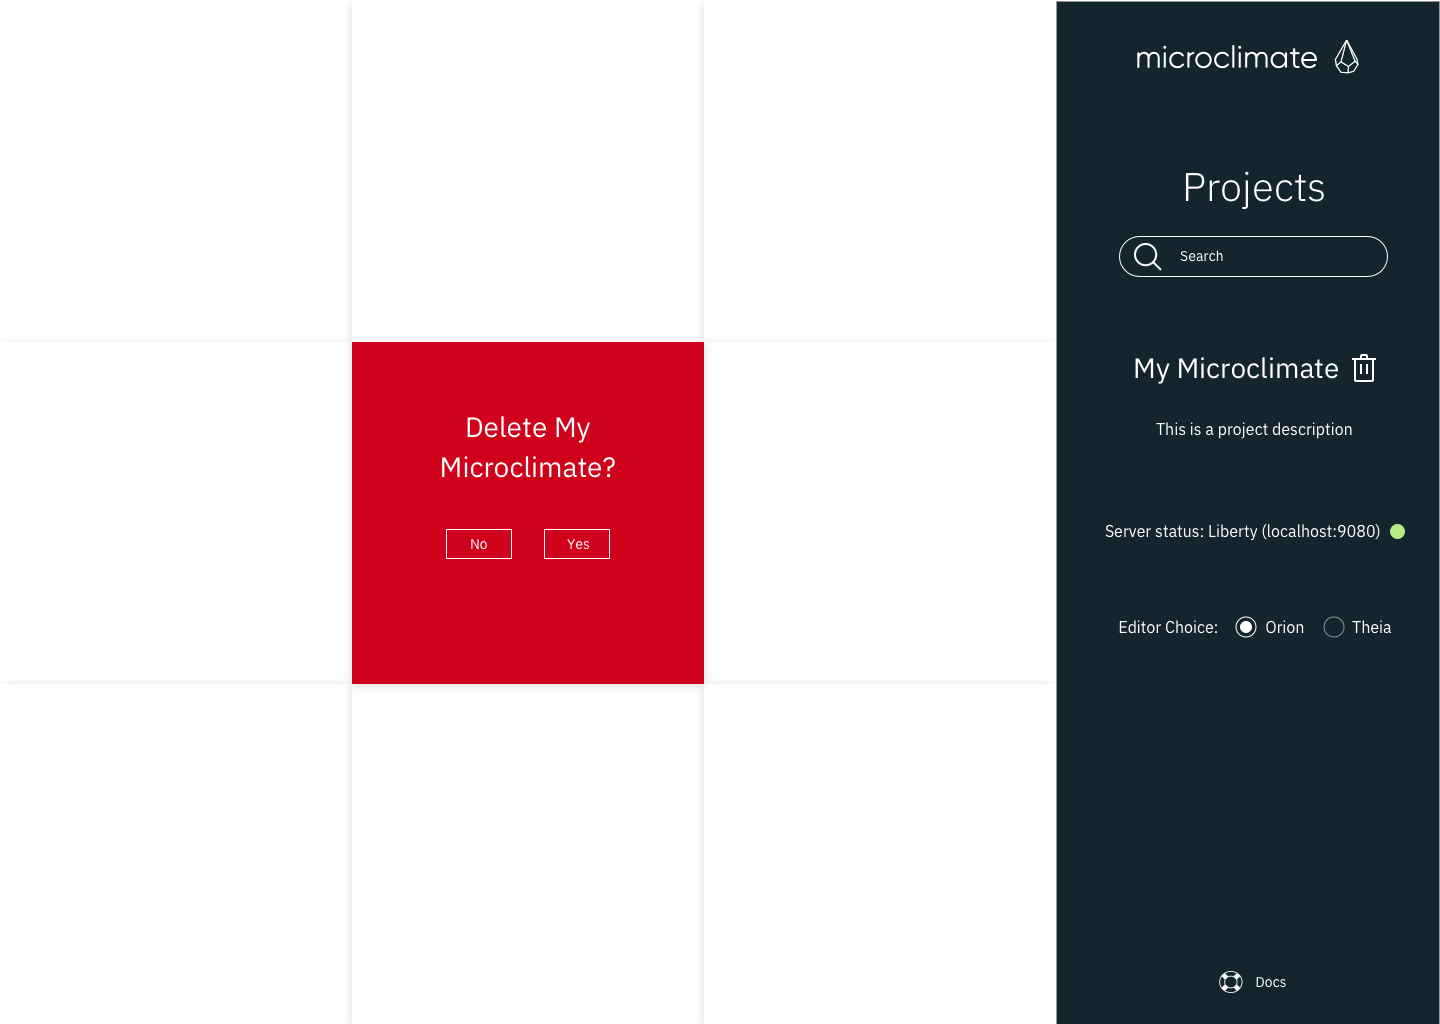 microclimate
Projects
Search
My Microclimate
This is a project description
Server status: Liberty (localhost:9080)
Editor Choice: Orion Theia
Docs
Delete My
Microclimate?
No Yes